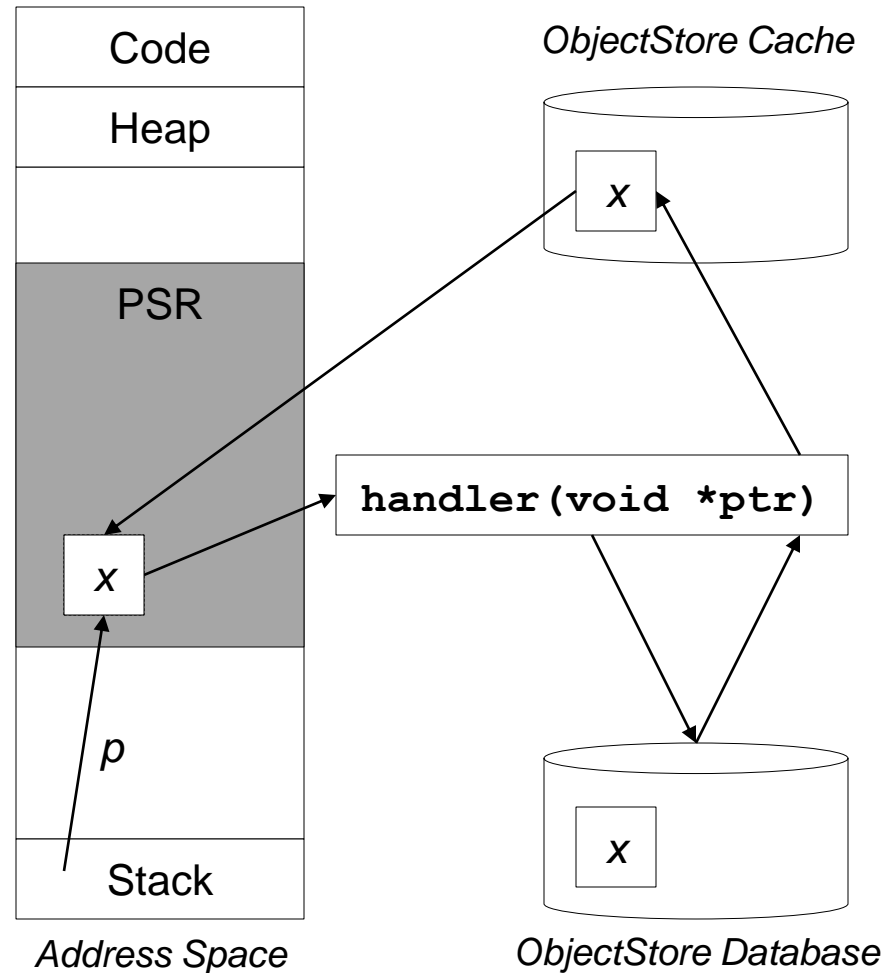 Code
Heap
PSR
x
p
Stack
Address Space
ObjectStore Cache
x
handler(void *ptr)
x
ObjectStore Database